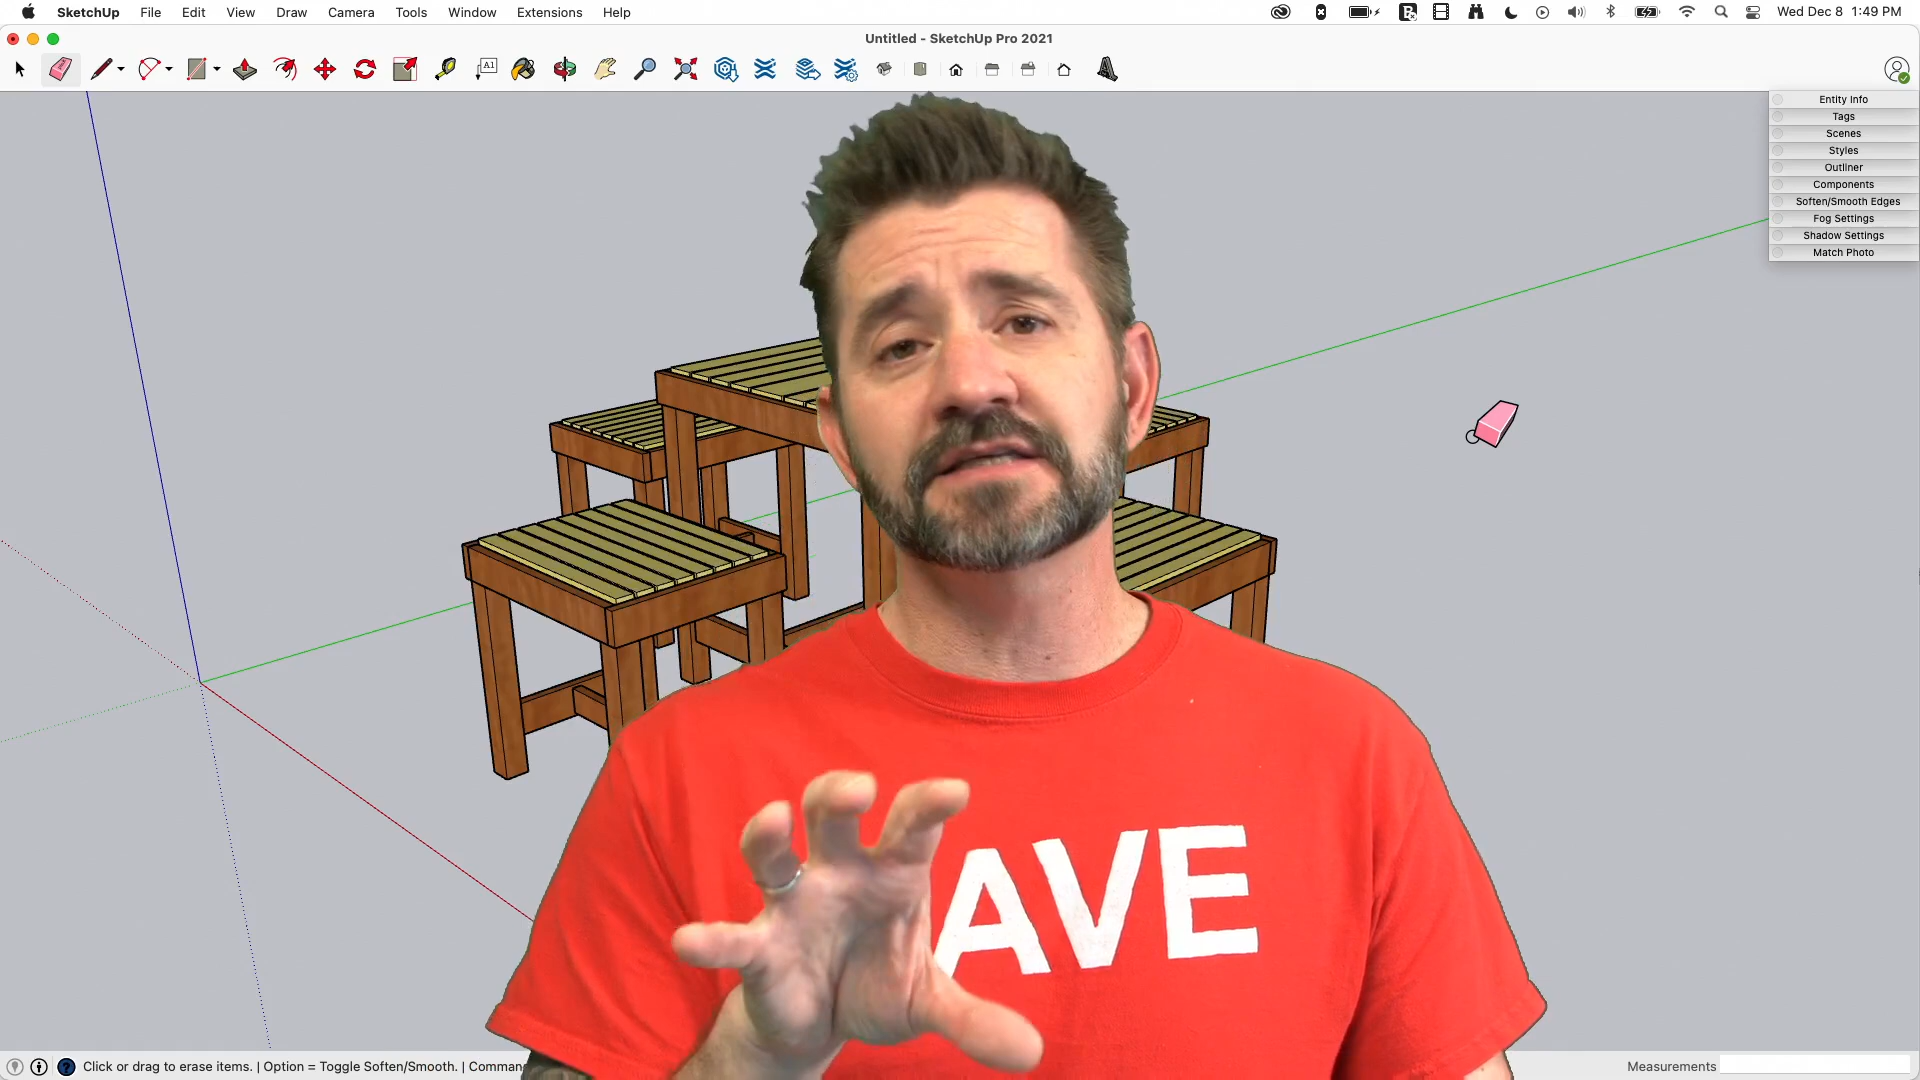 SketchUp File Edit View Draw Camera Tools Window Extensions Help Wed Dec 8 1:49 PM
Untitled - SketchUp Pro 2021
A1
Entity Info
Tags
Scenes
Styles
Outliner
Components
Soften/Smooth Edges
Fog Settings
Shadow Settings
Match Photo
AVE
Click or drag to erase items. | Option = Toggle Soften/Smooth. | Comman
Measurements